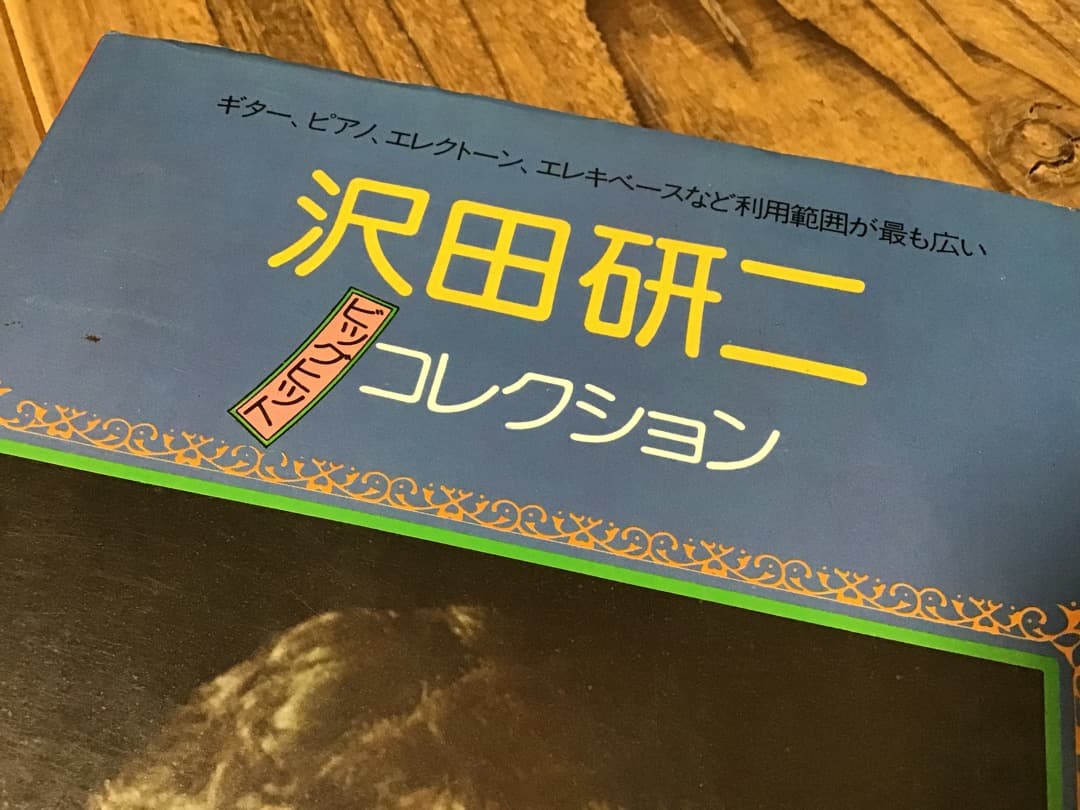 ギター、ピアノ、エレクトーン、エレキベースなど利用範囲が最も広い
沢田研二
ビッグヒット
コレクション